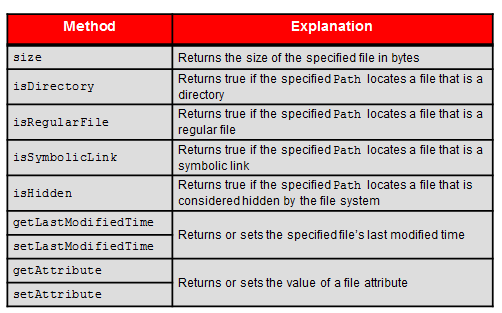 Method Explanation
size Returns the size of the specified file in bytes
isDirectory Returns true if the specified Path locates a file that is a
directory
isRegularFile Returns true if the specified Path locates a file that is a
regular file
isSymbolicLink Returns true if the specified Path locates a file that is a
symbolic link
isHidden Returns true if the specified Path locates a file that is
considered hidden by the file system
getLastModifiedTime
setLastModifiedTime
Returns or sets the specified file's last modified time
getAttribute
setAttribute
Returns or sets the value of a file attribute